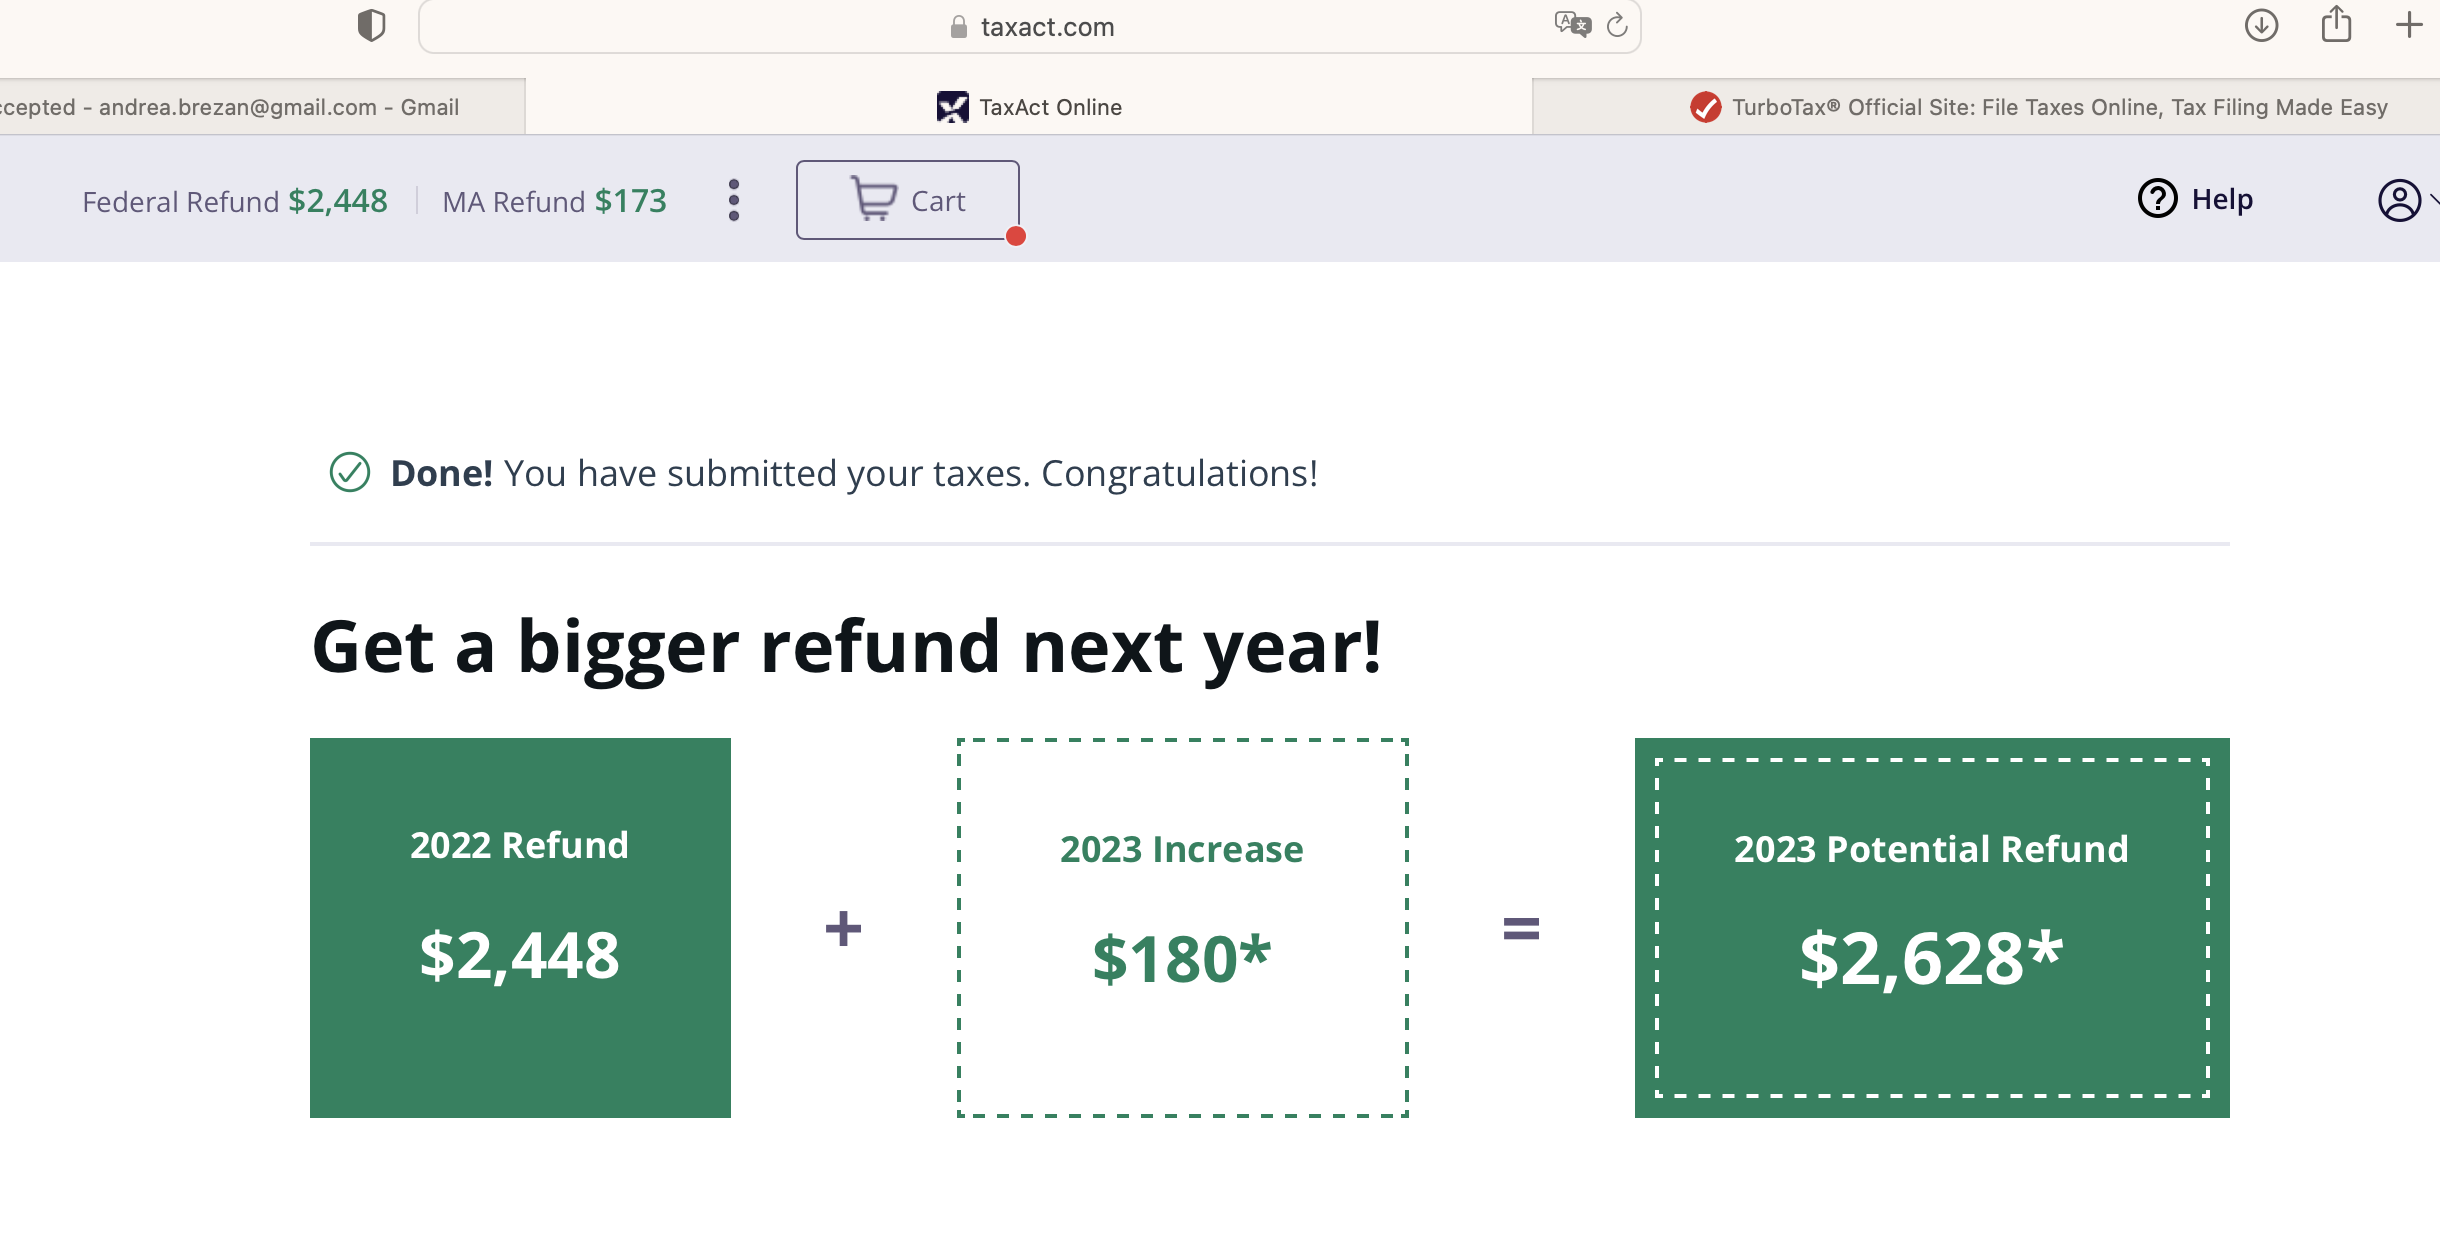 taxact.com
ccepted - andrea.brezan@gmail.com - Gmail
TaxAct Online
TurboTax® Official Site: File Taxes Online, Tax Filing Made Easy
Federal Refund $2,448
MA Refund $173
Cart
Help
Done! You have submitted your taxes. Congratulations!
Get a bigger refund next year!
2022 Refund
$2,448
+
2023 Increase
$180*
=
2023 Potential Refund
$2,628*